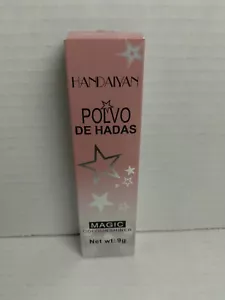 HANDAIYAN
POLVO
DE HADAS
MAGIC
Net wt: 9g